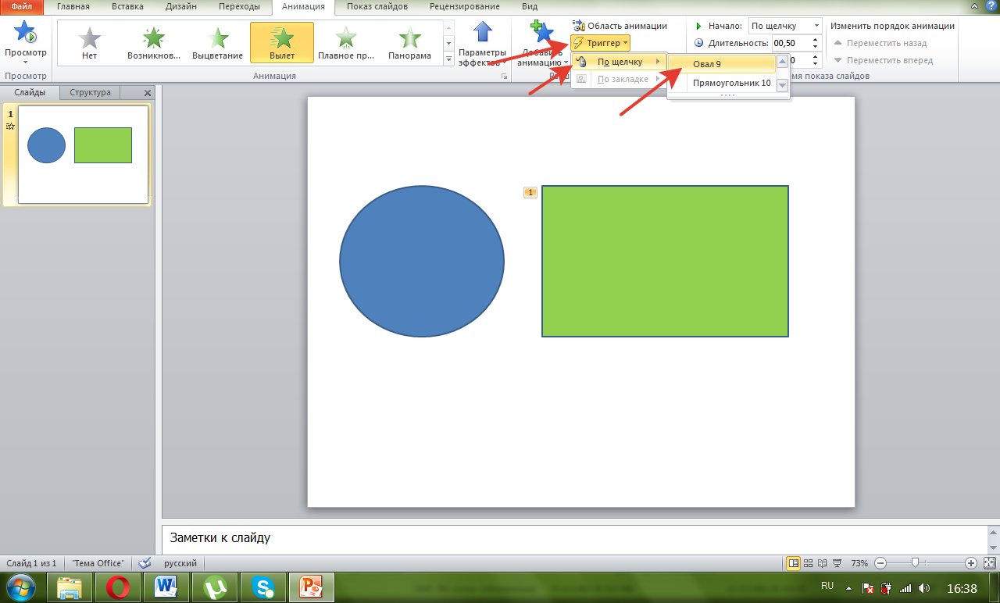 Файл Главная Вставка Дизайн Переходы Анимация Показ слайдов Рецензирование Вид
Просмотр
Нет Возникнов... Выцветание Вылет Плавное пр... Панорама
Параметры
эффектов
Добавить
анимацию
Область анимации
Триггер
Начало: По щелчку
Длительность: 00,50
Изменить порядок анимации
Переместить назад
Переместить вперед
По щелчку
По закладке
Овал 9
Прямоугольник 10
Просмотр Анимация
показа слайдов
Слайды Структура
1
1
Заметки к слайду
Слайд 1 из 1 "Тема Office" русский 73%
RU 16:38